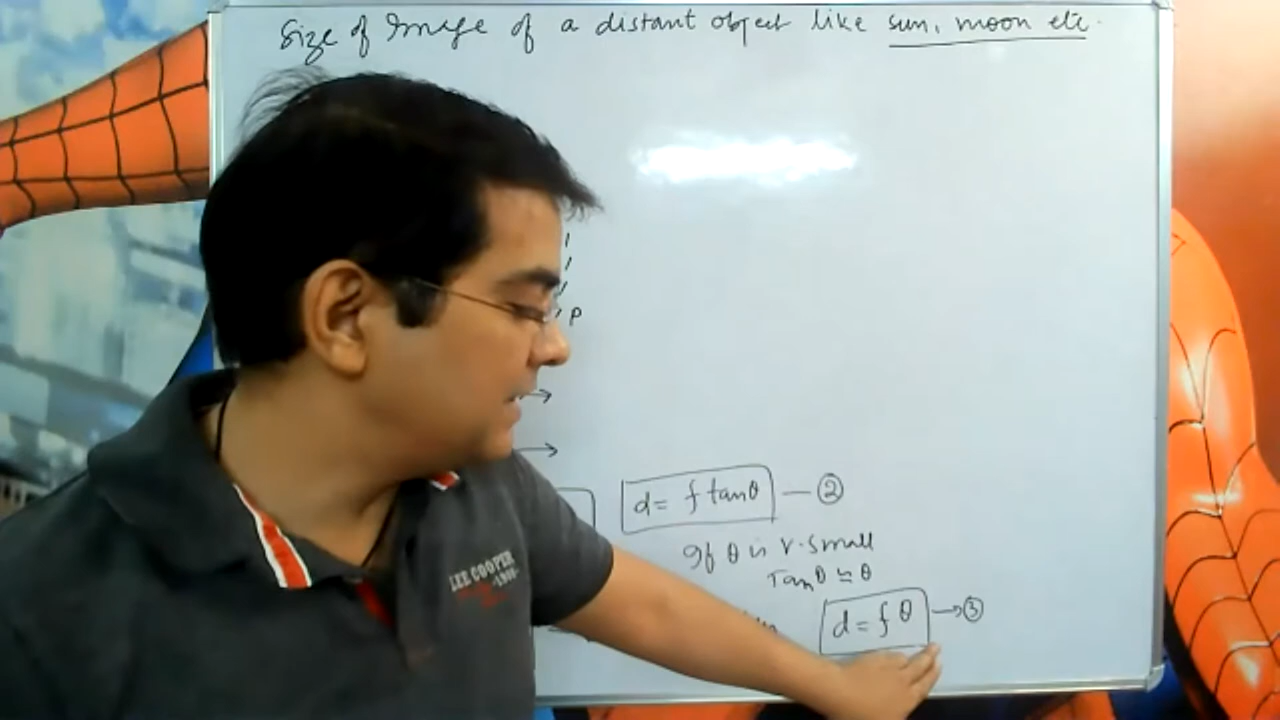 Size of Image of a distant object like sun, moon etc.
P
d = f tanθ — ②
If θ is v. small
Tanθ ≃ θ
d = f θ → ③
LEE COOPER